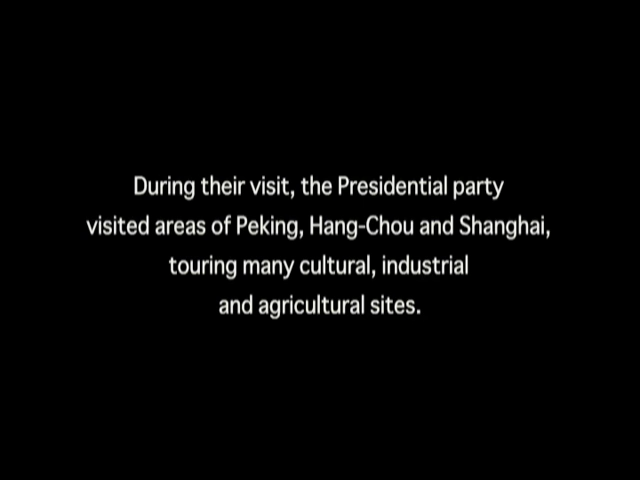 During their visit, the Presidential party
visited areas of Peking, Hang-Chou and Shanghai,
touring many cultural, industrial
and agricultural sites.